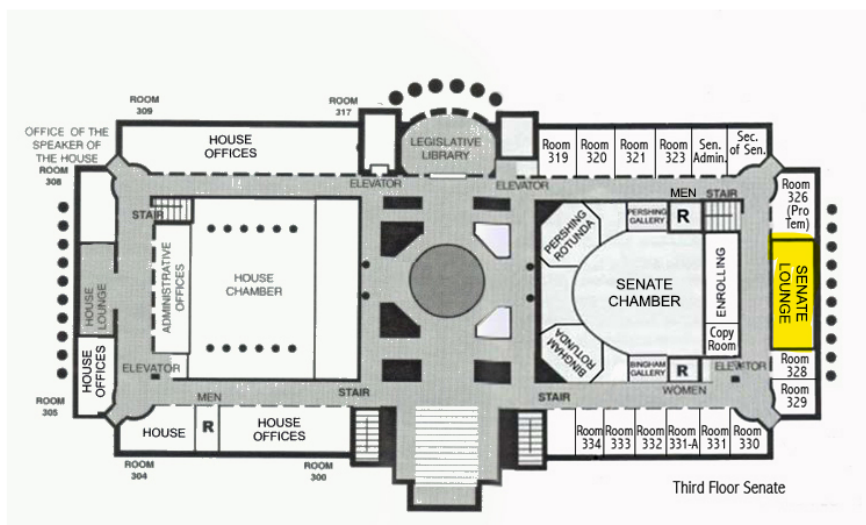 ROOM
309
ROOM
317
OFFICE OF THE
SPEAKER OF
THE HOUSE
HOUSE
OFFICES
LEGISLATIVE
LIBRARY
Room
319
Room
320
Room
321
Room
323
Sen.
Admin.
Sec.
of Sen.
ROOM
308
ELEVATOR
ELEVATOR
MEN
STAIR
Room
326
(Pro
Tem)
STAIR
PERSHING
ROTUNDA
PERSHING
GALLERY
R
HOUSE
LOUNGE
ADMINISTRATIVE
OFFICES
HOUSE
CHAMBER
SENATE
CHAMBER
ENROLLING
SENATE
LOUNGE
Copy
Room
BINGHAM
ROTUNDA
BINGHAM
GALLERY
R
HOUSE
OFFICES
ELEVATOR
ELEVATOR
Room
328
Room
329
STAIR
STAIR
WOMEN
MEN
ROOM
305
HOUSE
R
HOUSE
OFFICES
Room
334
Room
333
Room
332
Room
331-A
Room
331
Room
330
ROOM
304
ROOM
300
Third Floor Senate